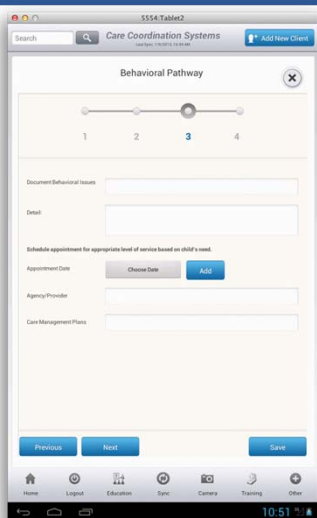 5554:Tablet2
Search
Care Coordination Systems
Add New Client
Behavioral Pathway
1 2 3 4
Document Behavioral Issues
Detail:
Schedule appointment for appropriate level of service based on child's need.
Appointment Date Choose Date Add
Agency/Provider
Care Management Plans
Previous Next Save
Home Logout Education Sync Camera Training Other
10:51